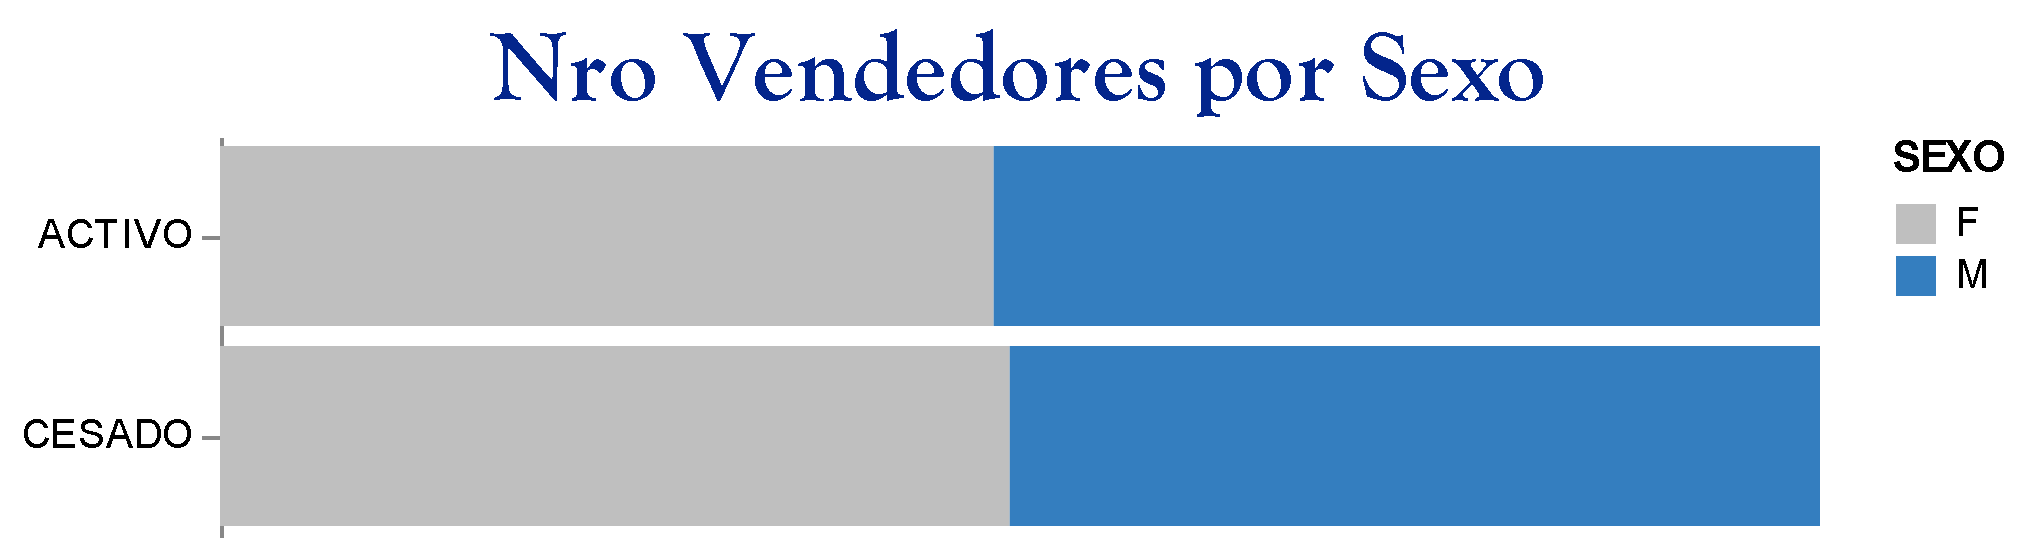 Nro Vendedores por Sexo
SEXO
F
M
ACTIVO
CESADO